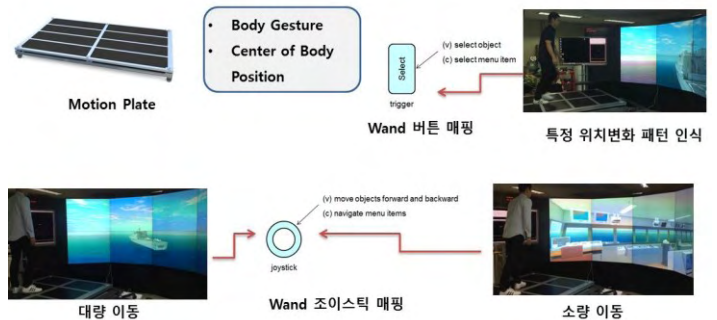 • Body Gesture
• Center of Body
Position
Motion Plate
Select
(v) select object
(c) select menu item
trigger
Wand 버튼 매핑
특정 위치변화 패턴 인식
(v) move objects forward and backward
(c) navigate menu items
joystick
대량 이동
Wand 조이스틱 매핑
소량 이동